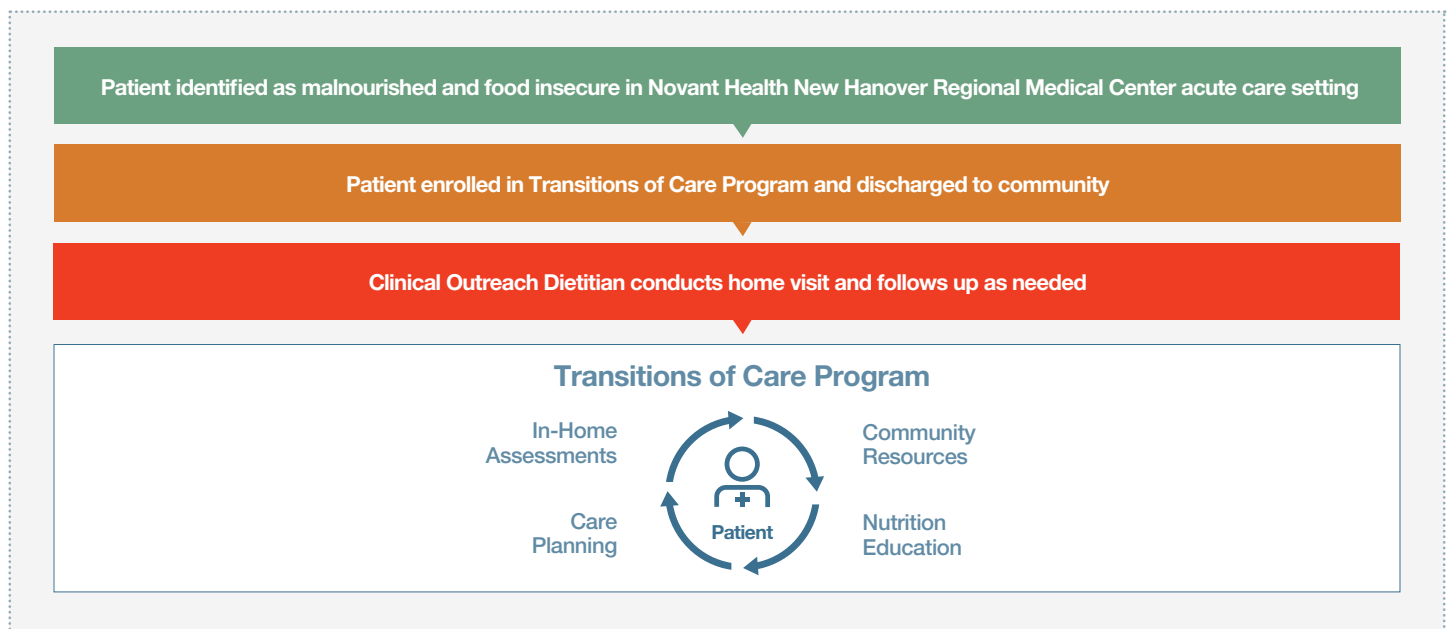 Patient identified as malnourished and food insecure in Novant Health New Hanover Regional Medical Center acute care setting
Patient enrolled in Transitions of Care Program and discharged to community
Clinical Outreach Dietitian conducts home visit and follows up as needed
Transitions of Care Program
In-Home
Assessments
Community
Resources
Care
Planning
Patient
Nutrition
Education